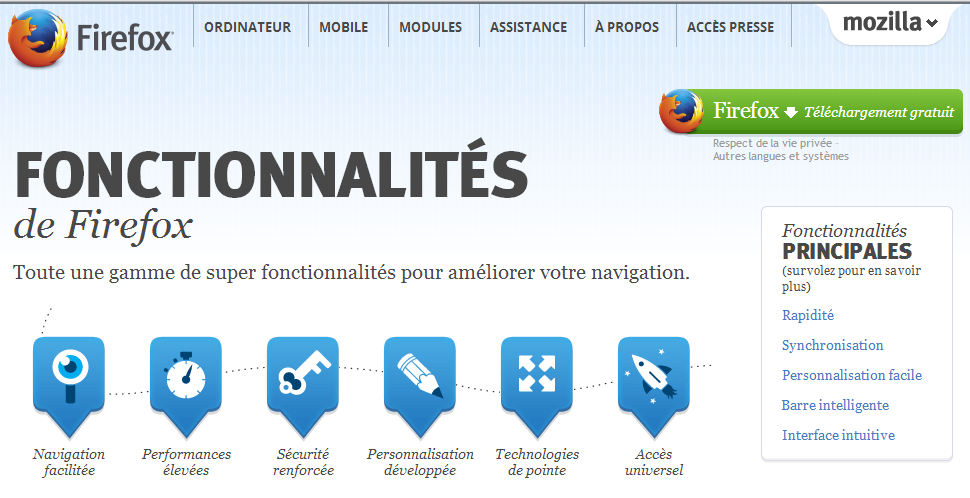 Firefox
ORDINATEUR
MOBILE
MODULES
ASSISTANCE
À PROPOS
ACCÈS PRESSE
mozilla
Firefox Téléchargement gratuit
Respect de la vie privée -
Autres langues et systèmes
FONCTIONNALITÉS
de Firefox
Toute une gamme de super fonctionnalités pour améliorer votre navigation.
Navigation
facilitée
Performances
élevées
Sécurité
renforcée
Personnalisation
développée
Technologies
de pointe
Accès
universel
Fonctionnalités
PRINCIPALES
(survolez pour en savoir
plus)
Rapidité
Synchronisation
Personnalisation facile
Barre intelligente
Interface intuitive